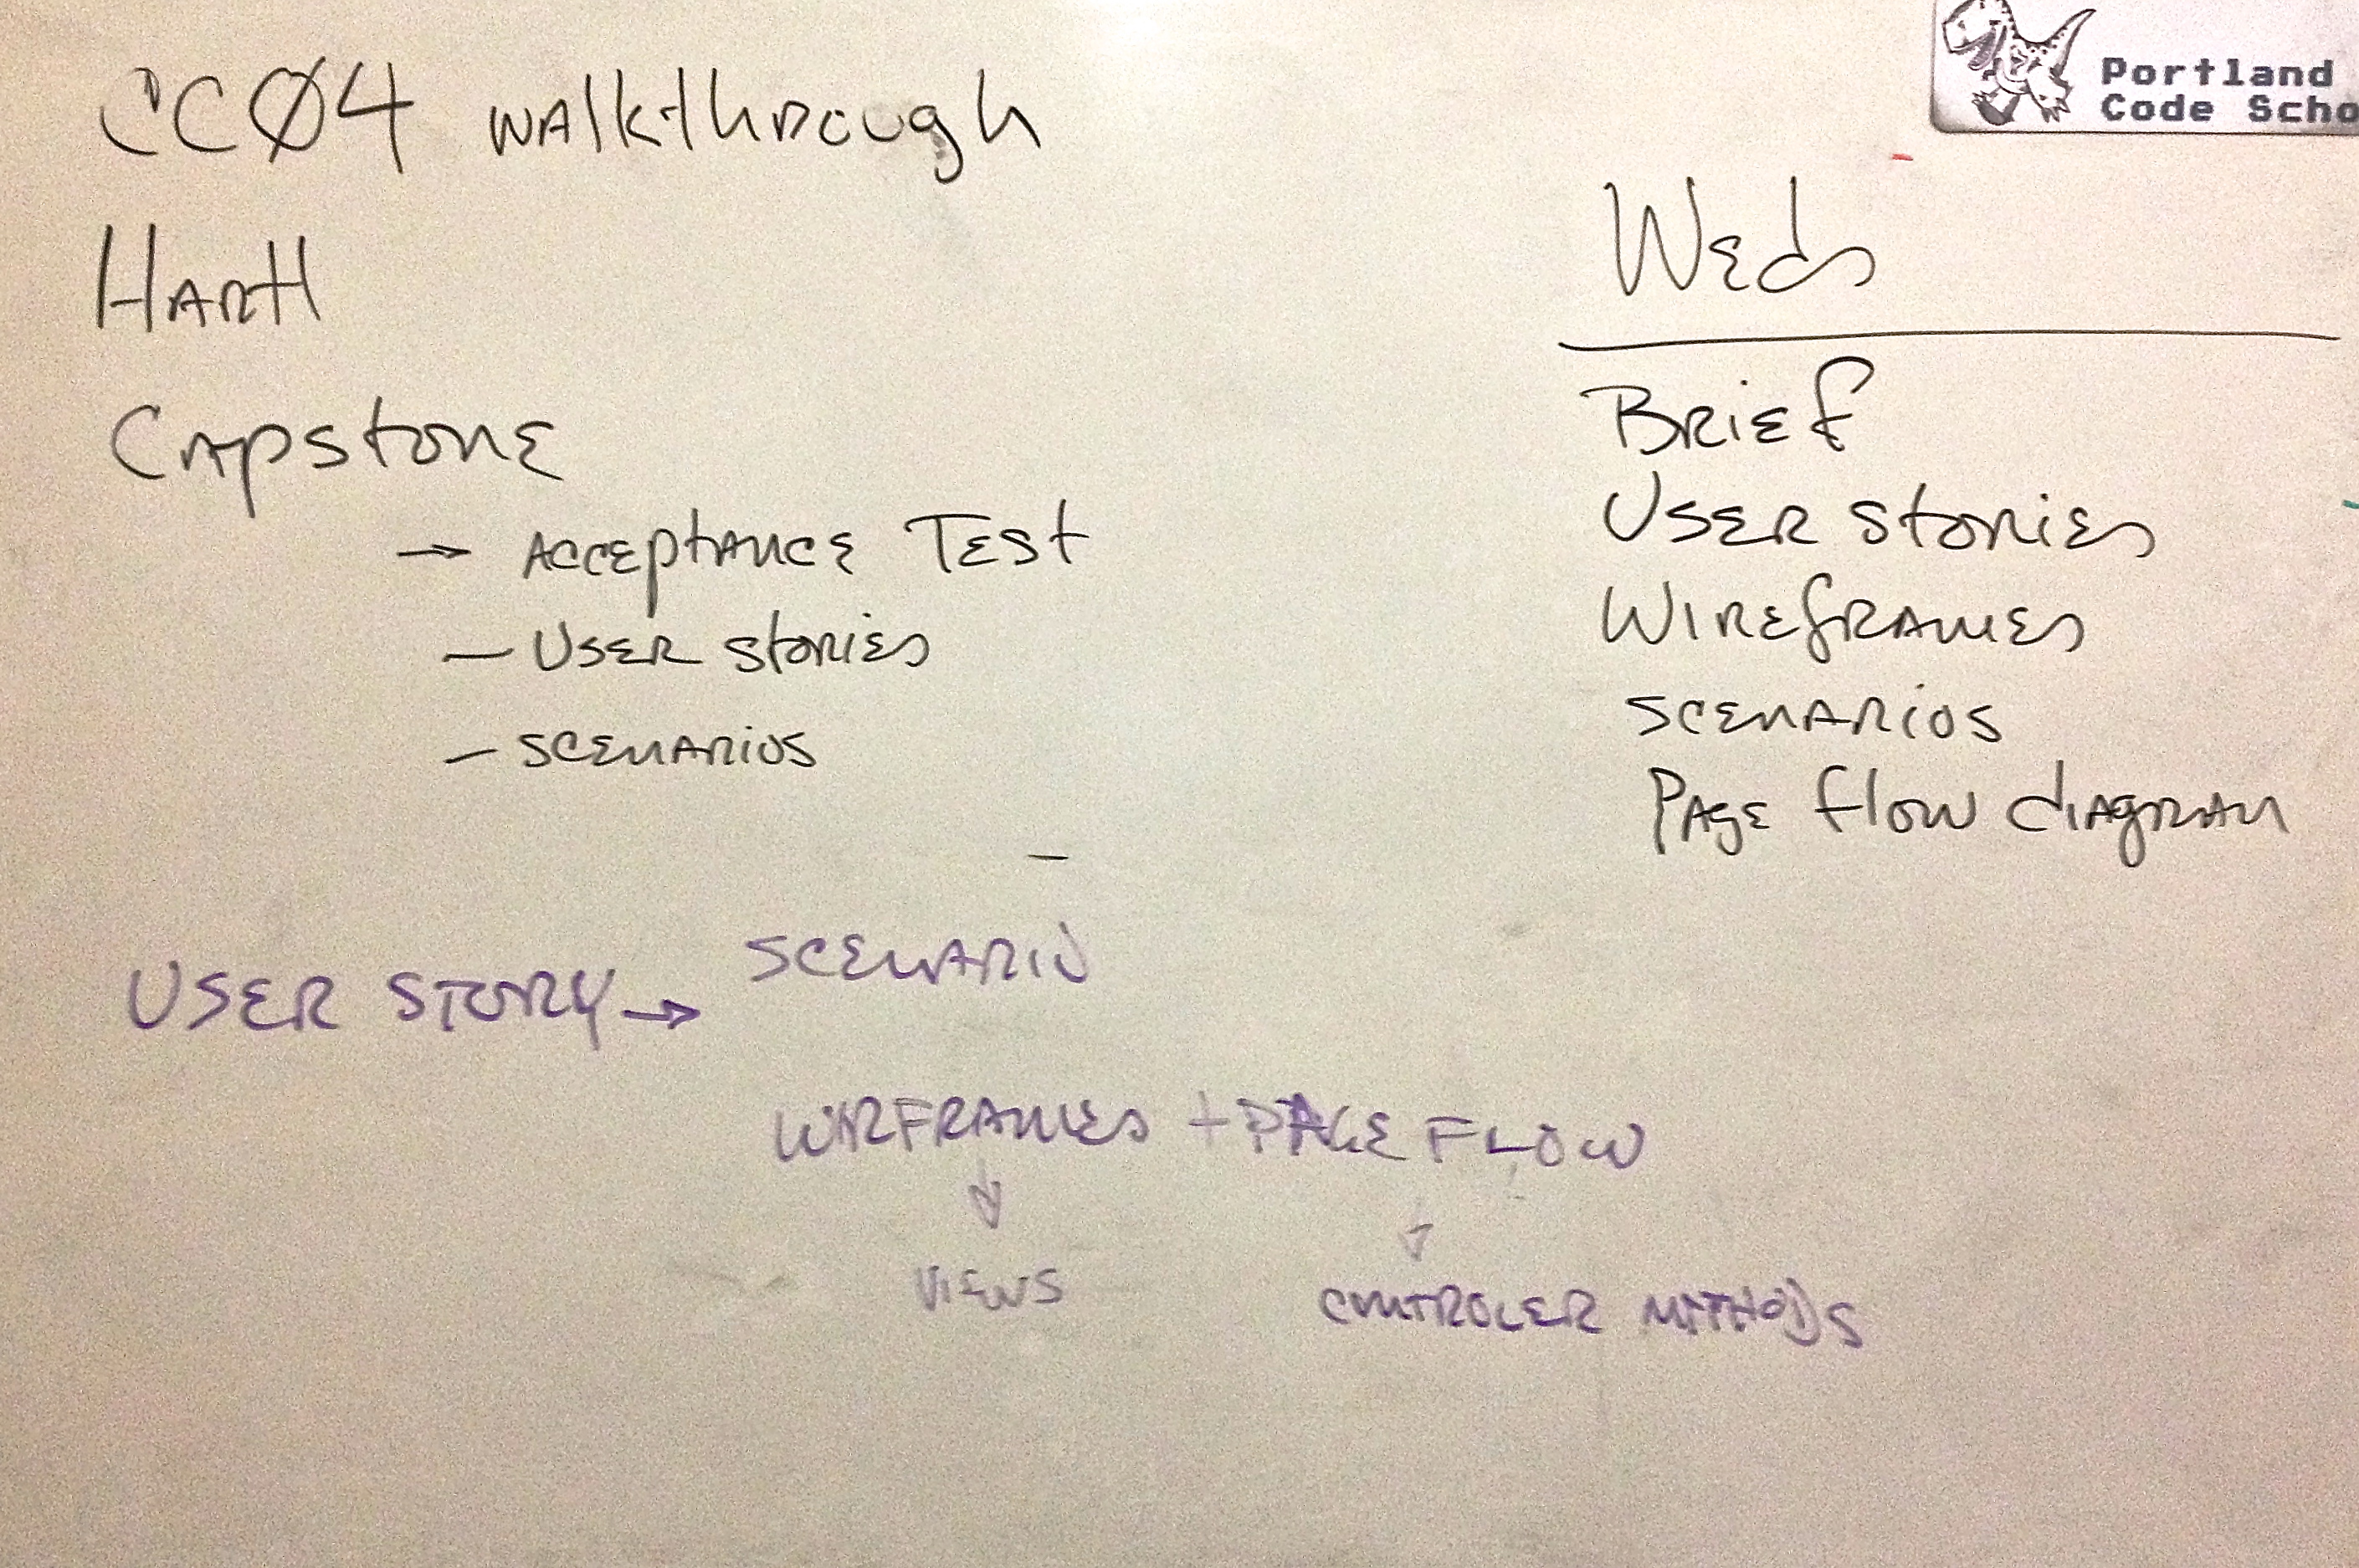 Portland
Code Scho
CCØ4 walkthrough
Hartl
Capstone
→ Acceptance Test
— User stories
— scenarios
—
Weds
Brief
User stories
Wireframes
scenarios
Page flow diagram
USER STORY → SCENARIO
WIRFRAMES + PAGE FLOW
VIEWS
CONTROLER METHODS